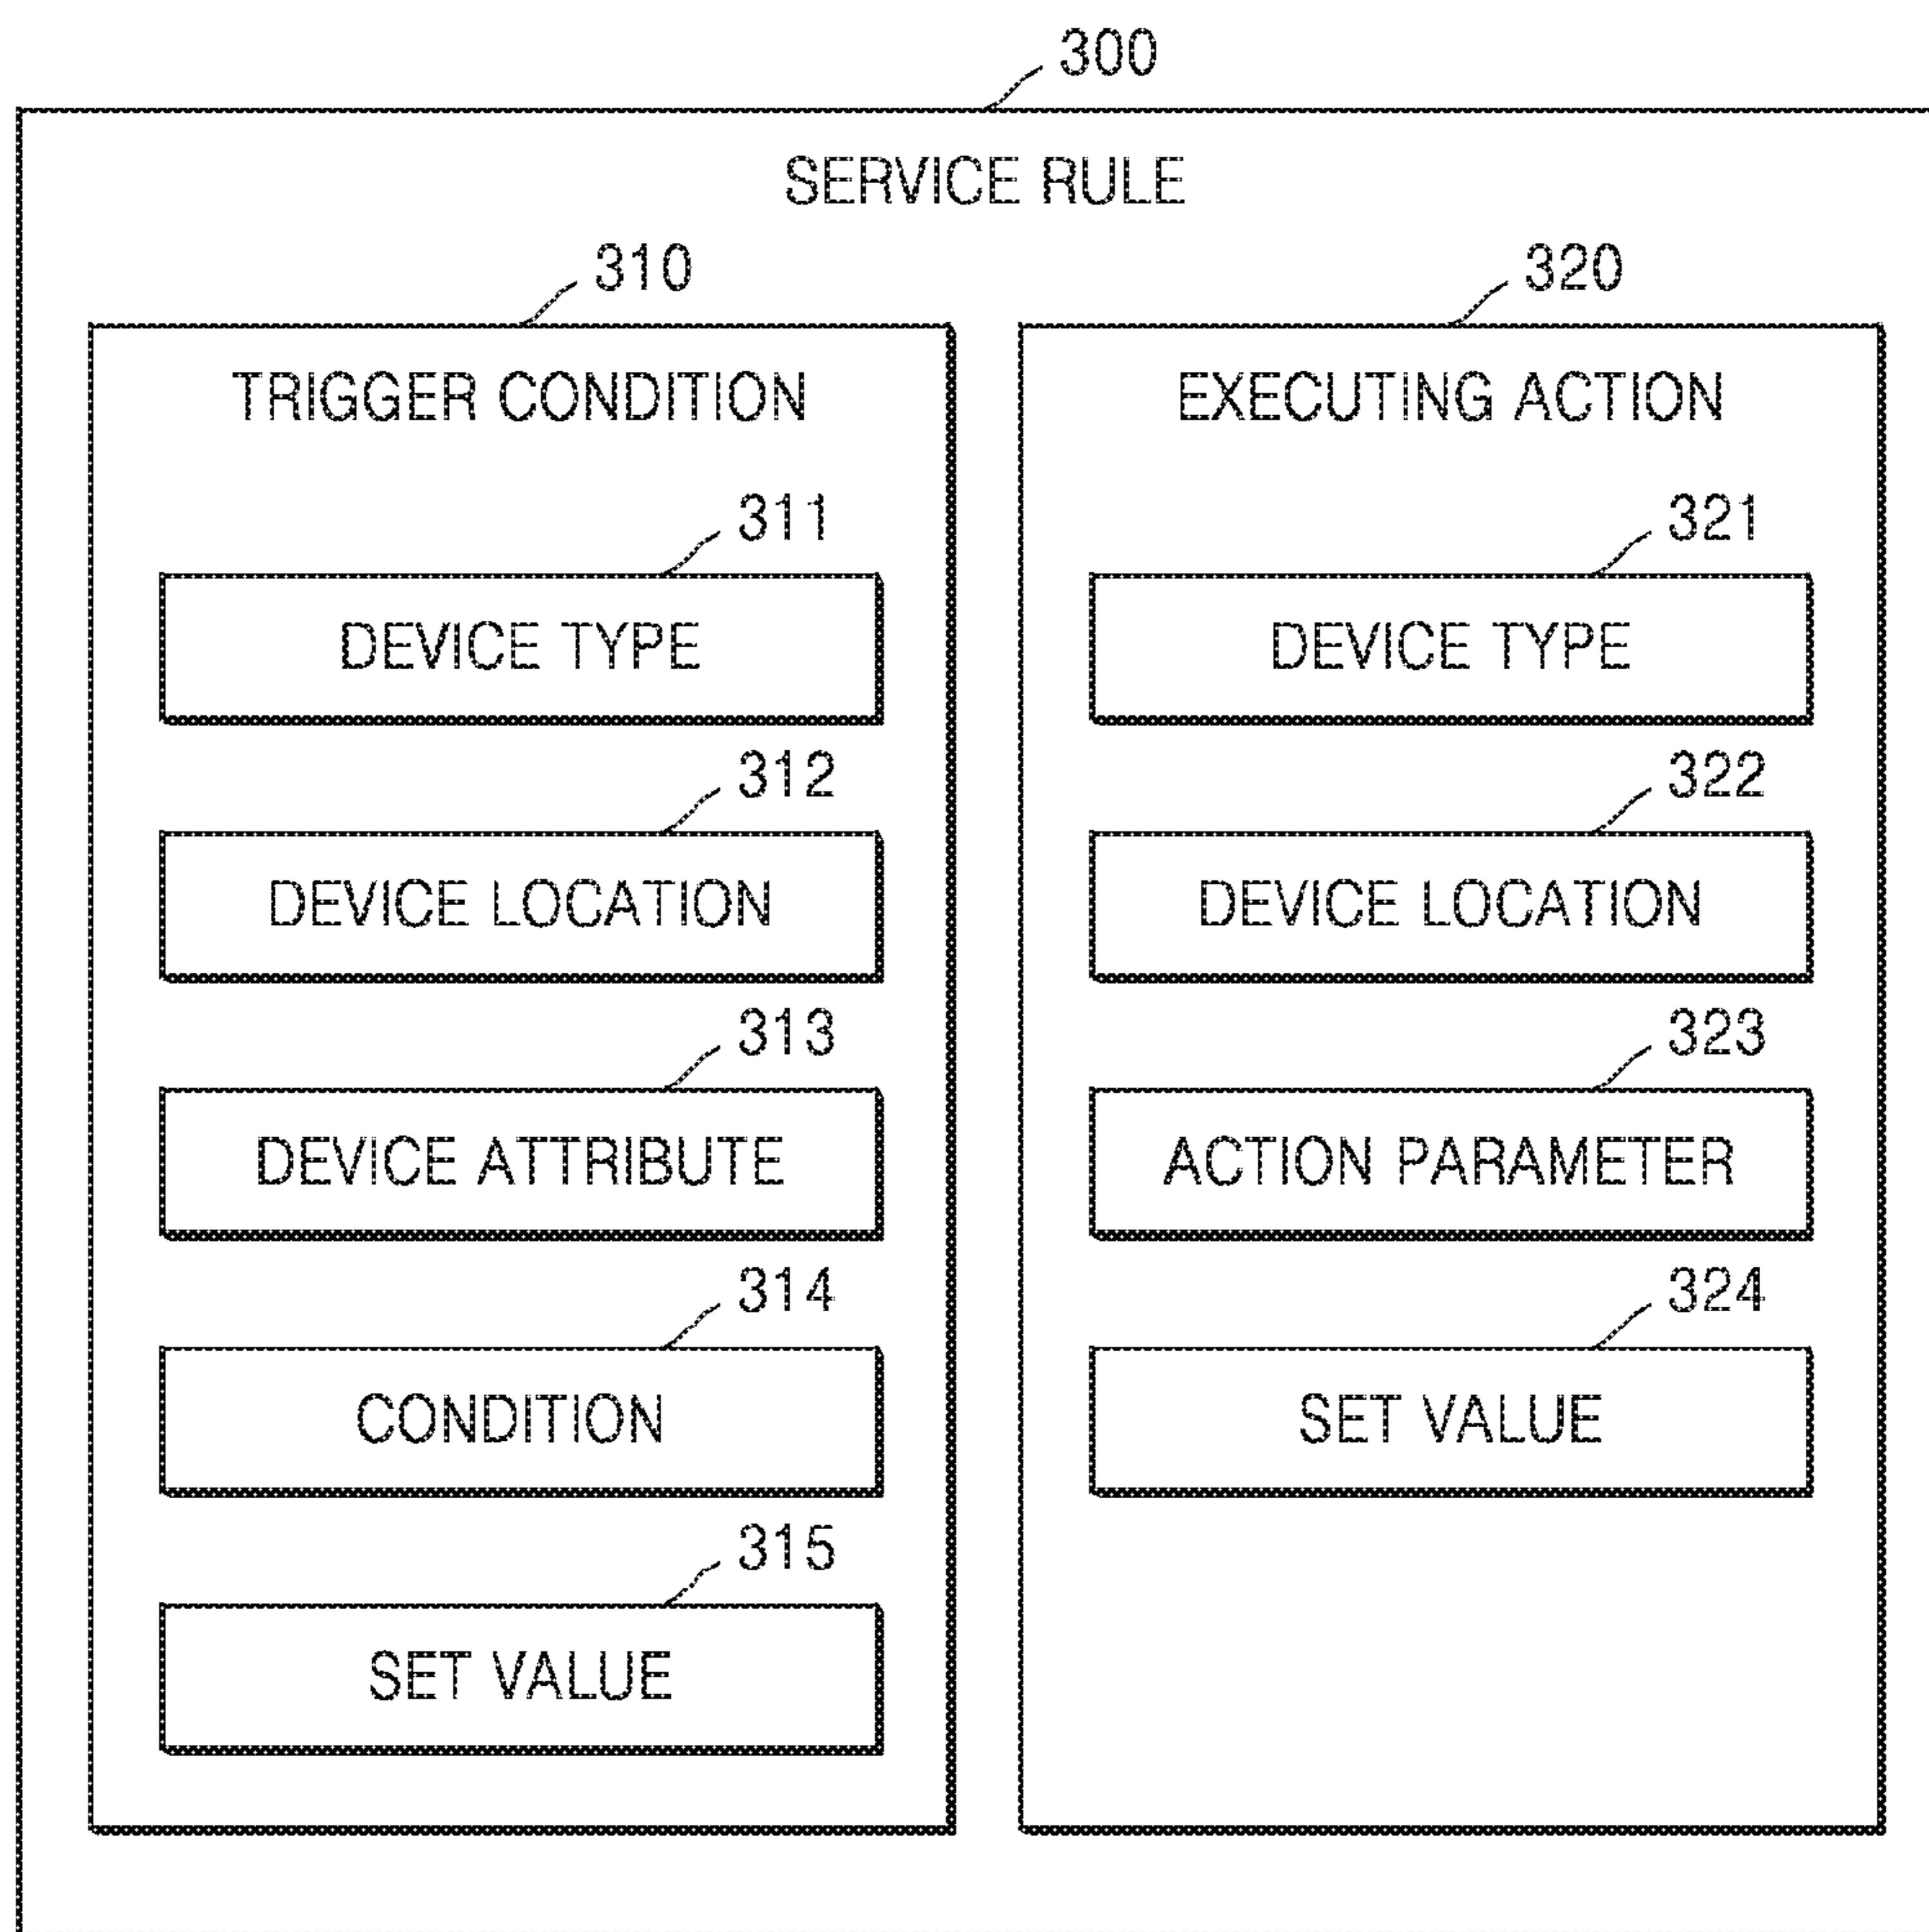 300
SERVICE RULE
310
TRIGGER CONDITION
311
DEVICE TYPE
312
DEVICE LOCATION
313
DEVICE ATTRIBUTE
314
CONDITION
315
SET VALUE
320
EXECUTING ACTION
321
DEVICE TYPE
322
DEVICE LOCATION
323
ACTION PARAMETER
324
SET VALUE